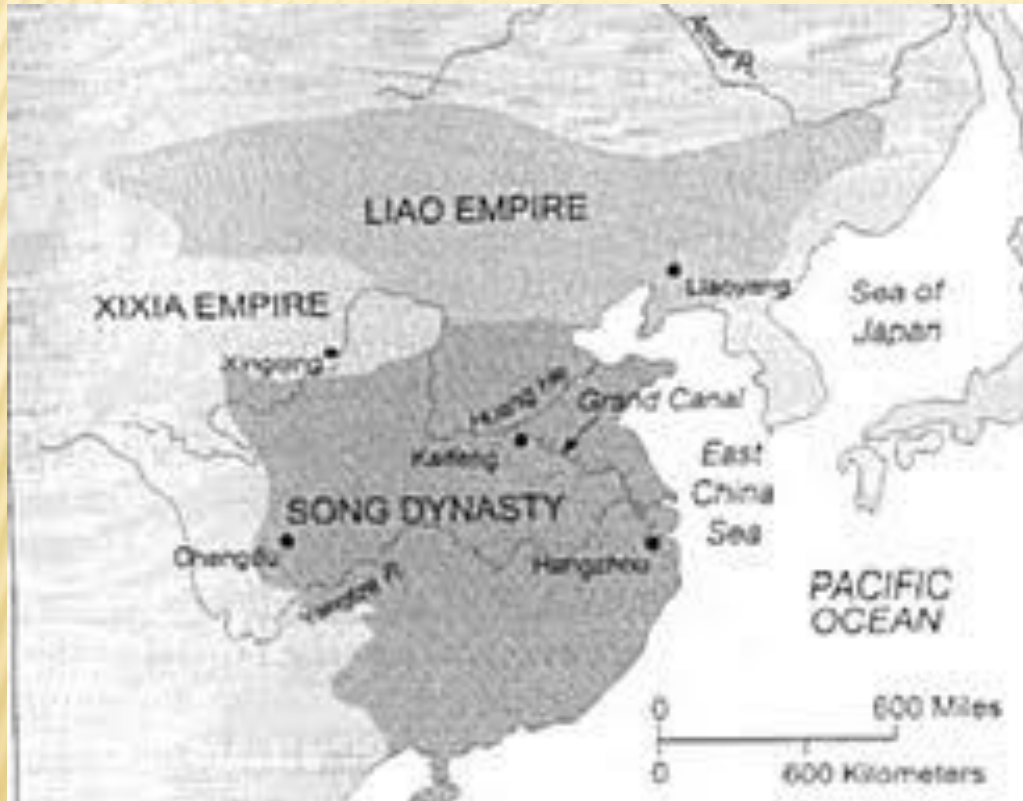 Amur R.
LIAO EMPIRE
Liaoyang
XIXIA EMPIRE
Sea of
Japan
Huang He
Grand Canal
Kaifeng
East
China
Sea
SONG DYNASTY
Chengdu
Hangzhou
Yangtze R.
PACIFIC
OCEAN
0 600 Miles
0 600 Kilometers